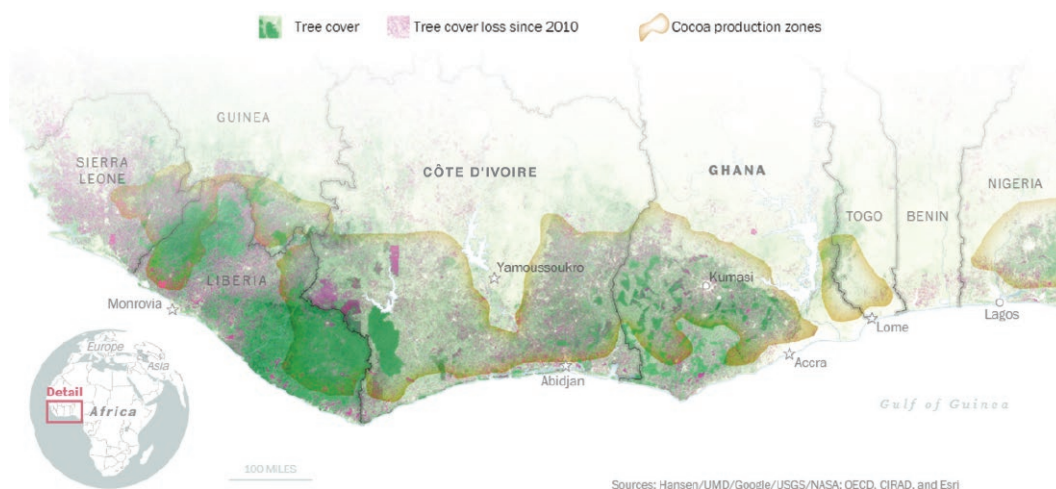 Tree cover
Tree cover loss since 2010
Cocoa production zones
GUINEA
SIERRA
LEONE
CÔTE D'IVOIRE
GHANA
NIGERIA
TOGO
BENIN
LIBERIA
Yamoussoukro
Kumasi
Monrovia
Lagos
Lome
Accra
Abidjan
Europe
Asia
Detail
Africa
Gulf of Guinea
100 MILES
Sources: Hansen/UMD/Google/USGS/NASA; OECD, CIRAD, and Esri